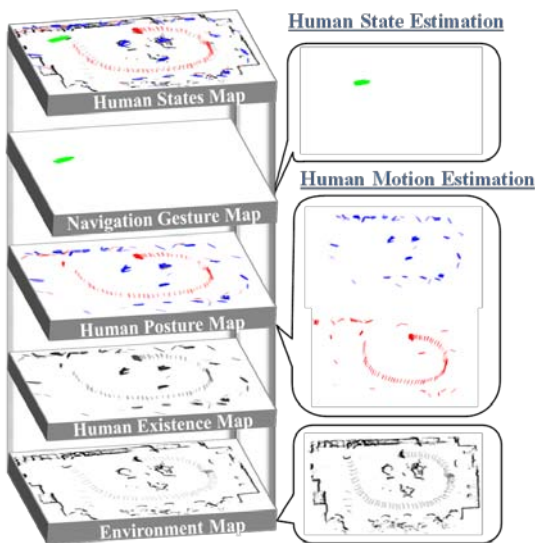 Human State Estimation
Human States Map
Navigation Gesture Map
Human Motion Estimation
Human Posture Map
Human Existence Map
Environment Map